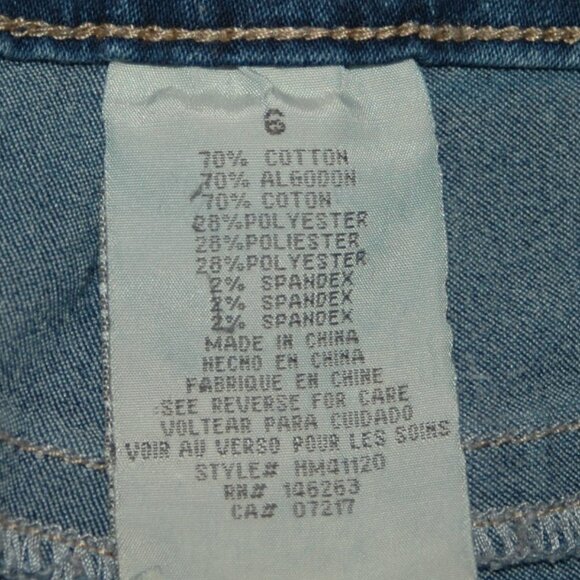 6
70% COTTON
70% ALGODON
70% COTON
28%POLYESTER
28%POLIESTER
28%POLYESTER
2% SPANDEX
2% SPANDEX
2% SPANDEX
MADE IN CHINA
HECHO EN CHINA
FABRIQUE EN CHINE
SEE REVERSE FOR CARE
VOLTEAR PARA CUIDADO
VOIR AU VERSO POUR LES SOINS
STYLE# HMQ1120
RN# 146263
CA# 07217